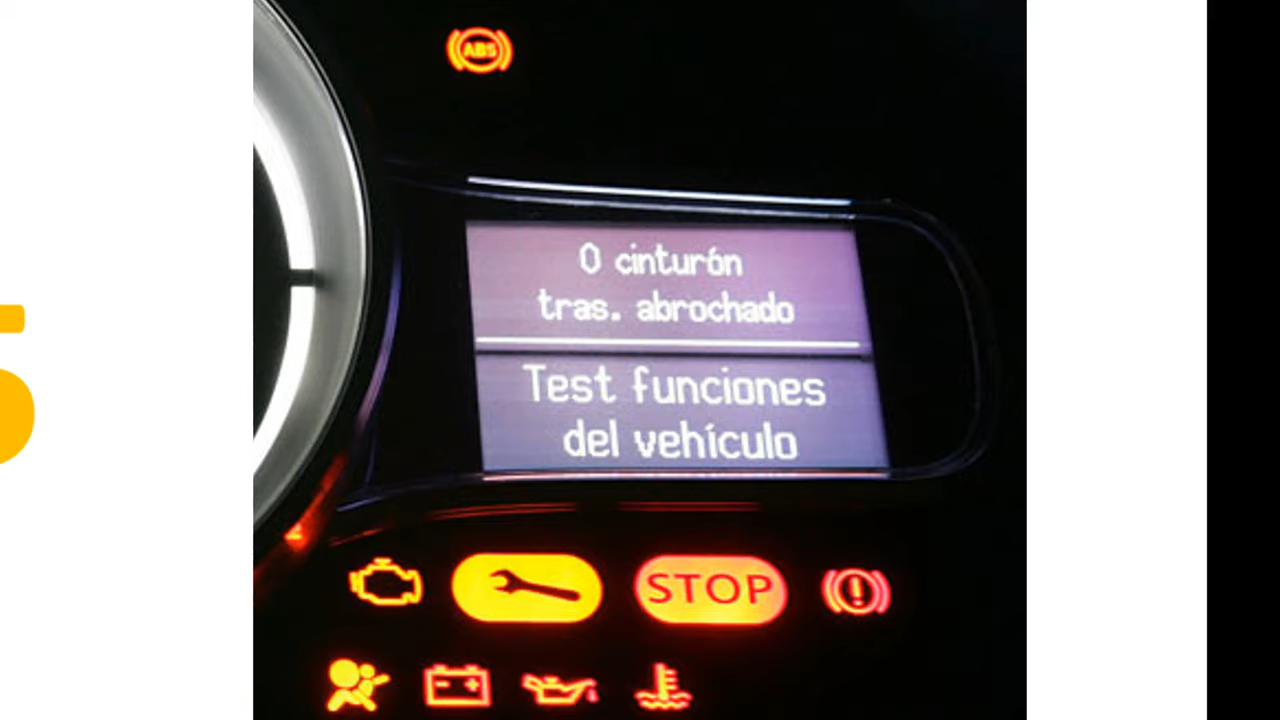 ABS
0 cinturón
tras. abrochado
Test funciones
del vehículo
STOP